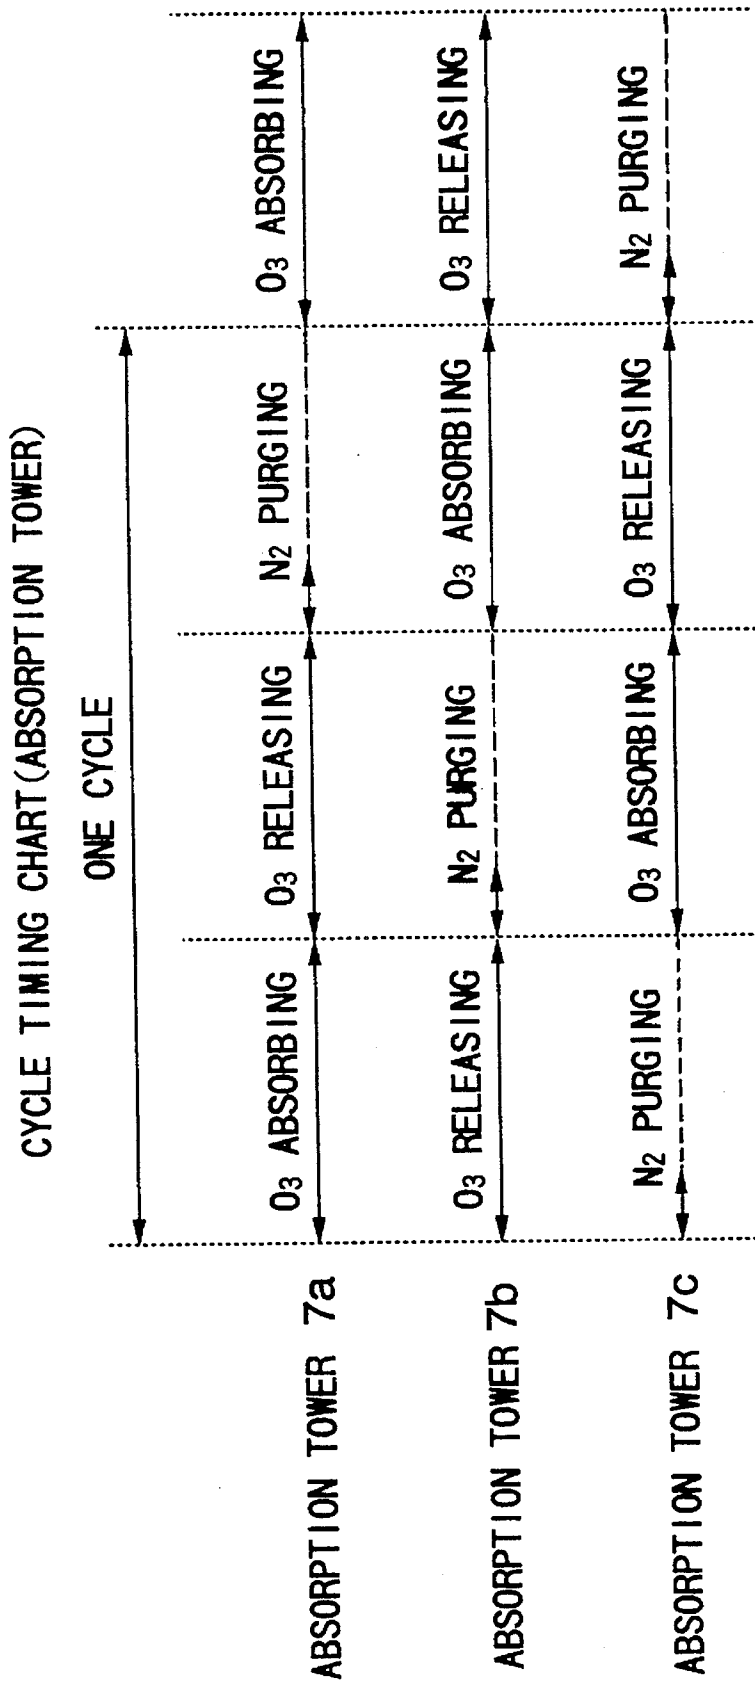 CYCLE TIMING CHART(ABSORPTION TOWER)
ONE CYCLE
ABSORPTION TOWER 7a
O3 ABSORBING
O3 RELEASING
N2 PURGING
O3 ABSORBING
ABSORPTION TOWER 7b
O3 RELEASING
N2 PURGING
O3 ABSORBING
O3 RELEASING
ABSORPTION TOWER 7c
N2 PURGING
O3 ABSORBING
O3 RELEASING
N2 PURGING